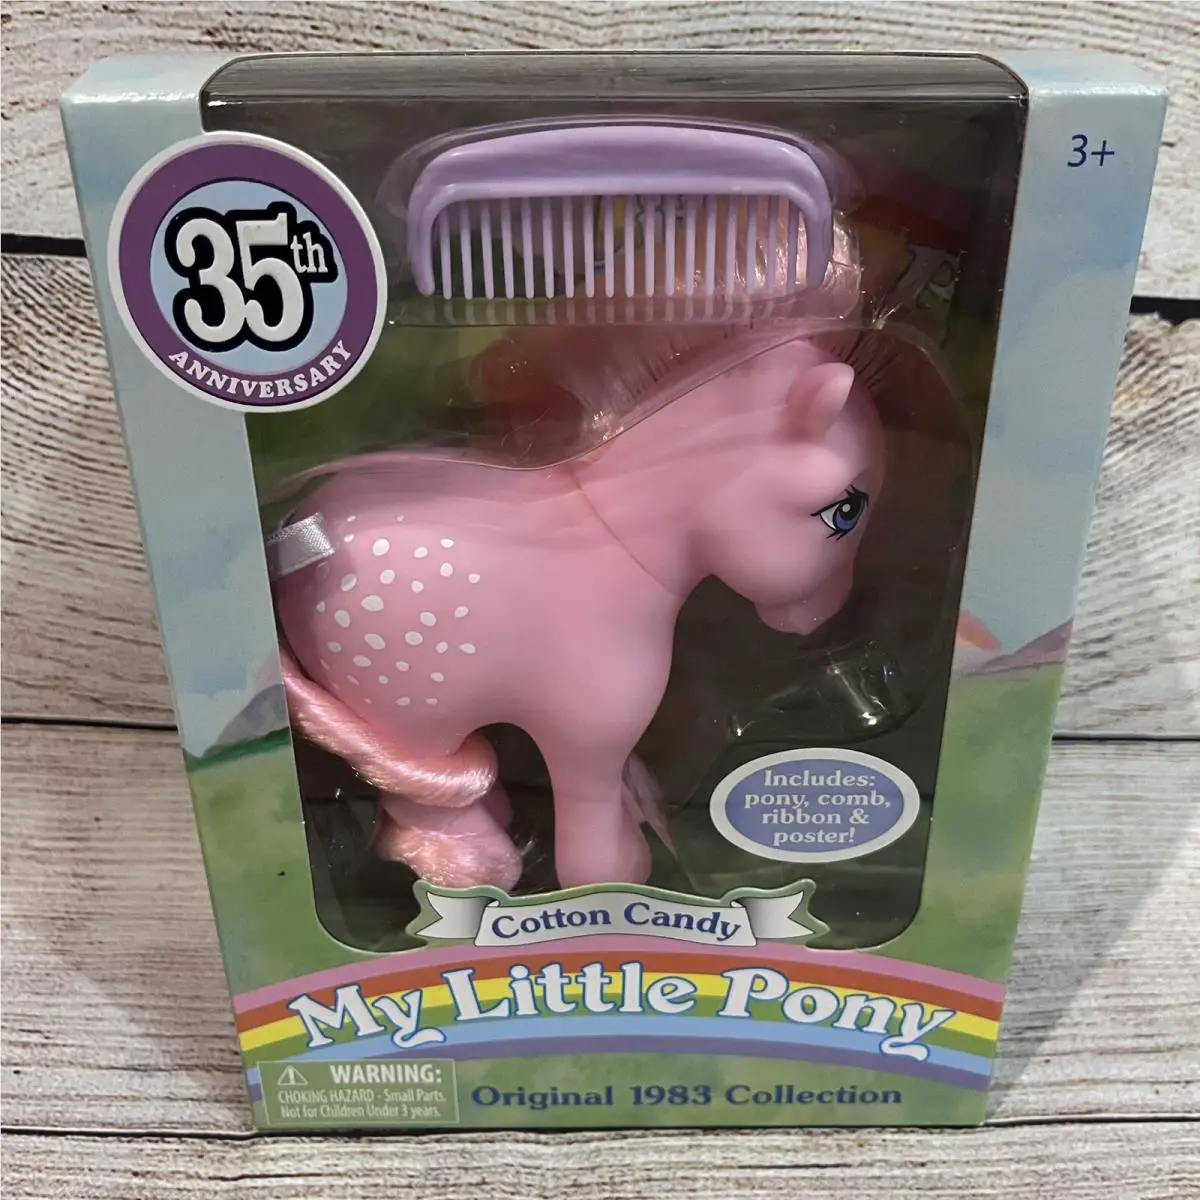 3+
35th
ANNIVERSARY
Includes:
pony, comb,
ribbon &
poster!
Cotton Candy
My Little Pony
WARNING:
CHOKING HAZARD - Small Parts.
Not for Children Under 3 years.
Original 1983 Collection